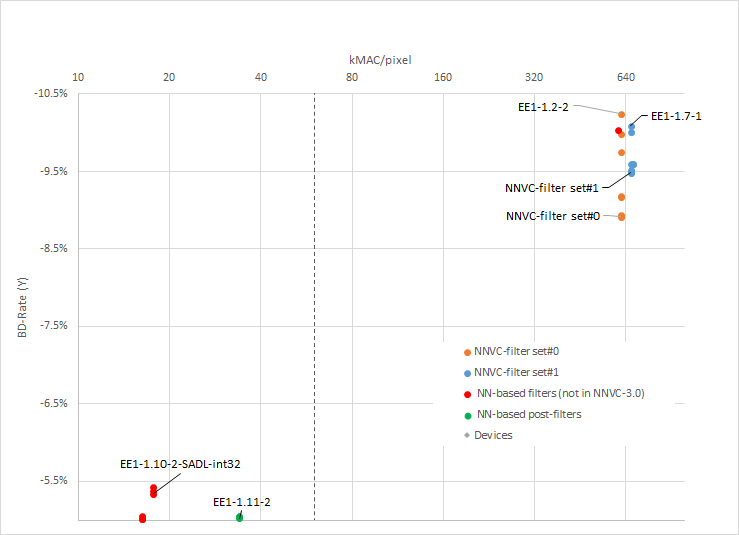 kMAC/pixel
10 20 40 80 160 320 640
-10.5%
EE1-1.2-2
EE1-1.7-1
-9.5%
NNVC-filter set#1
NNVC-filter set#0
-8.5%
BD-Rate (Y)
-7.5%
NNVC-filter set#0
NNVC-filter set#1
NN-based filters (not in NNVC-3.0)
NN-based post-filters
Devices
-6.5%
EE1-1.10-2-SADL-int32
-5.5%
EE1-1.11-2